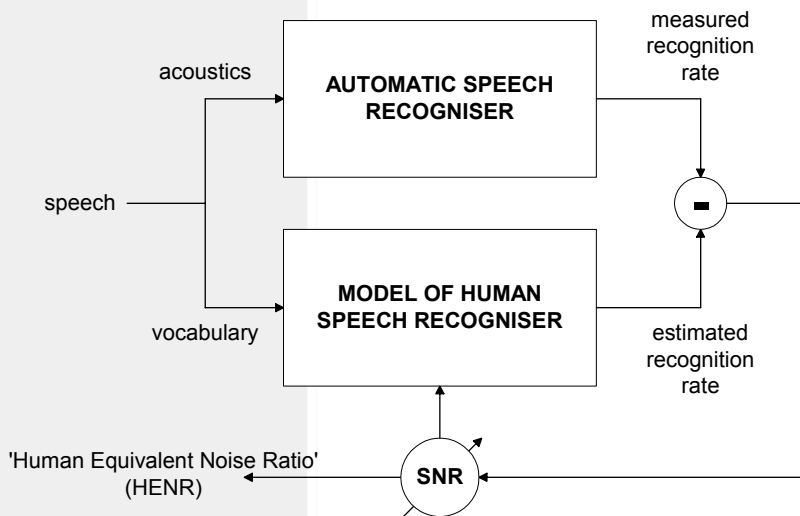 measured
recognition
rate
acoustics
AUTOMATIC SPEECH
RECOGNISER
speech
-
MODEL OF HUMAN
SPEECH RECOGNISER
vocabulary
estimated
recognition
rate
'Human Equivalent Noise Ratio'
(HENR)
SNR